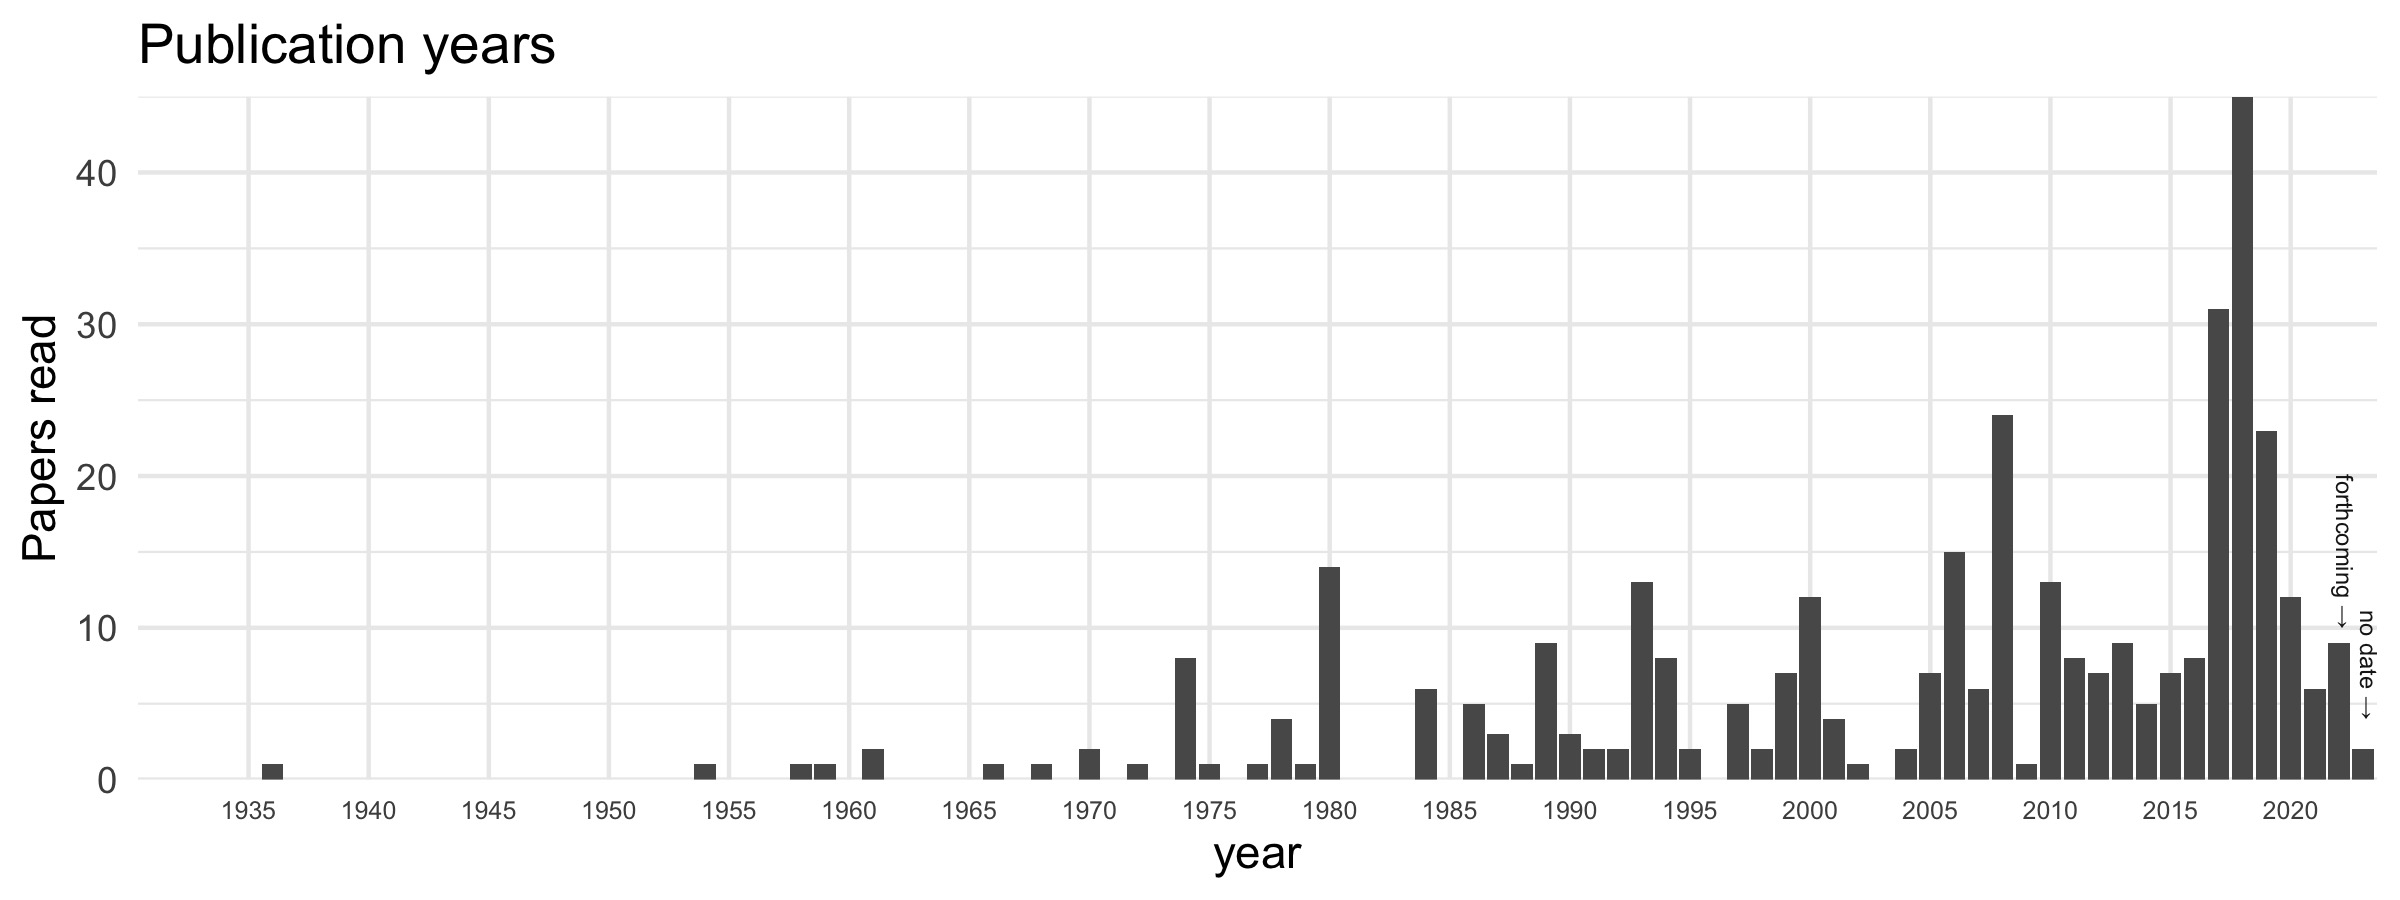 Publication years
Papers read
40
30
20
10
0
forthcoming →
no date →
1935 1940 1945 1950 1955 1960 1965 1970 1975 1980 1985 1990 1995 2000 2005 2010 2015 2020
year